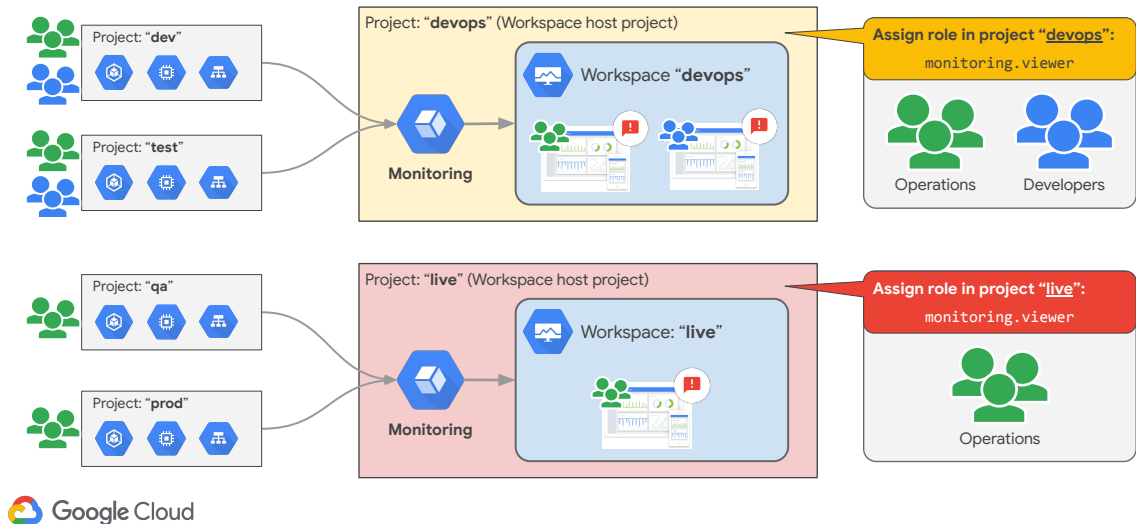 Project: “dev”
Project: “test”
Project: “devops” (Workspace host project)
Monitoring
Workspace “devops”
Assign role in project “devops”:
monitoring.viewer
Operations
Developers
Project: “qa”
Project: “prod”
Project: “live” (Workspace host project)
Monitoring
Workspace: “live”
Assign role in project “live”:
monitoring.viewer
Operations
Google Cloud